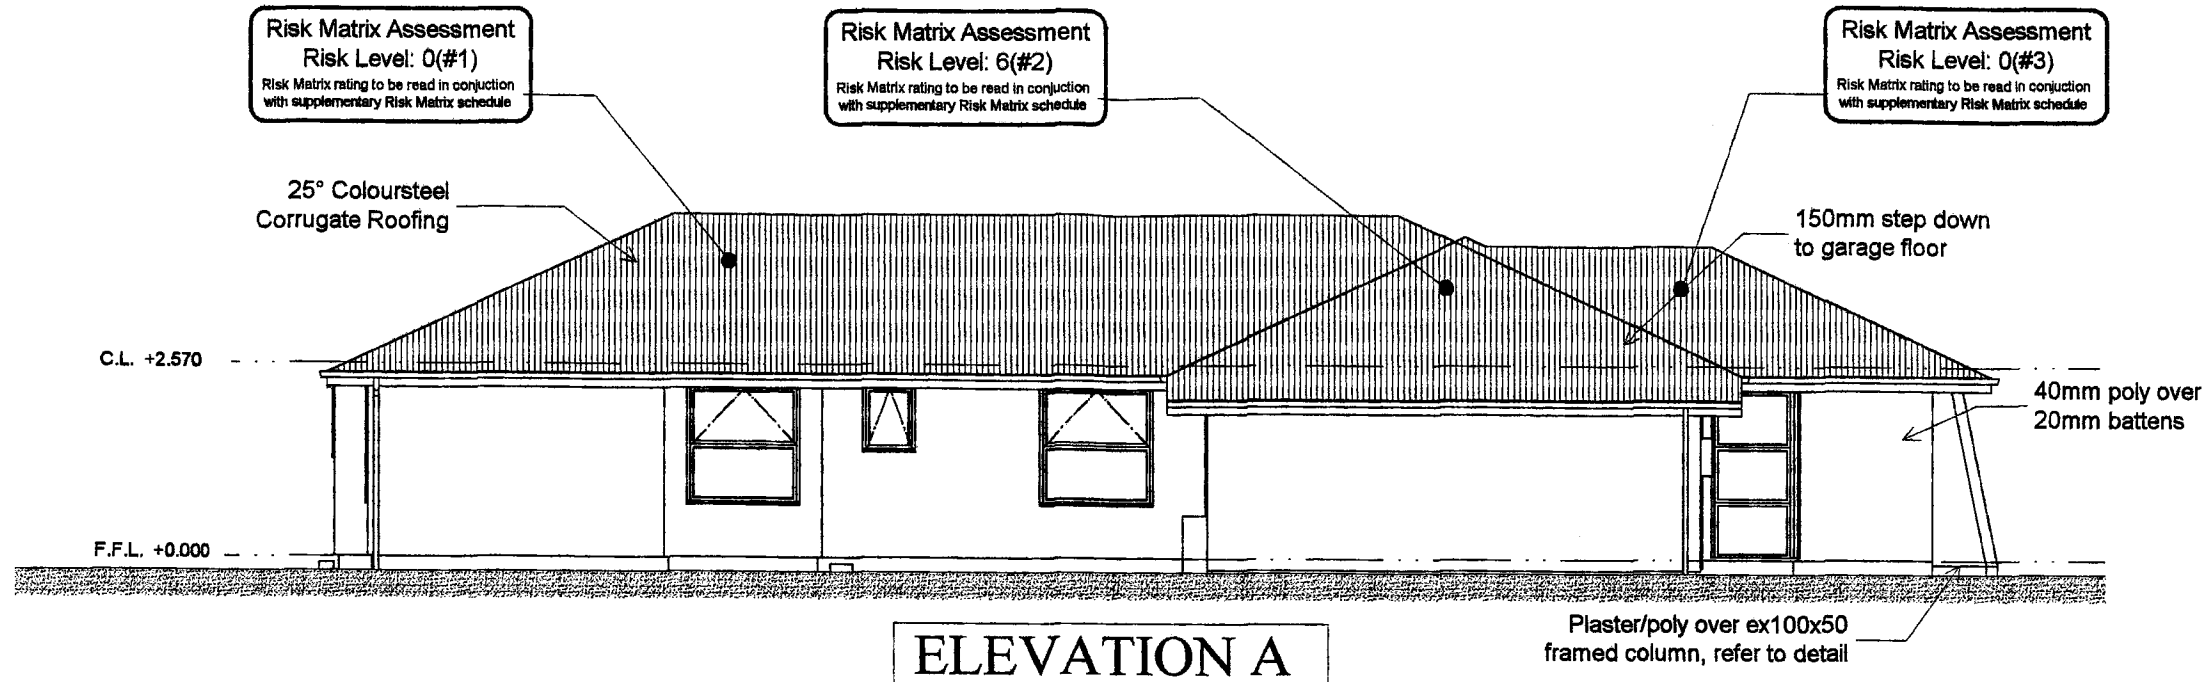 Risk Matrix Assessment
Risk Level: 0(#1)
Risk Matrix rating to be read in conjuction
with supplementary Risk Matrix schedule
Risk Matrix Assessment
Risk Level: 6(#2)
Risk Matrix rating to be read in conjuction
with supplementary Risk Matrix schedule
Risk Matrix Assessment
Risk Level: 0(#3)
Risk Matrix rating to be read in conjuction
with supplementary Risk Matrix schedule
25° Coloursteel
Corrugate Roofing
150mm step down
to garage floor
C.L. +2.570
40mm poly over
20mm battens
F.F.L. +0.000
Plaster/poly over ex100x50
framed column, refer to detail
ELEVATION A